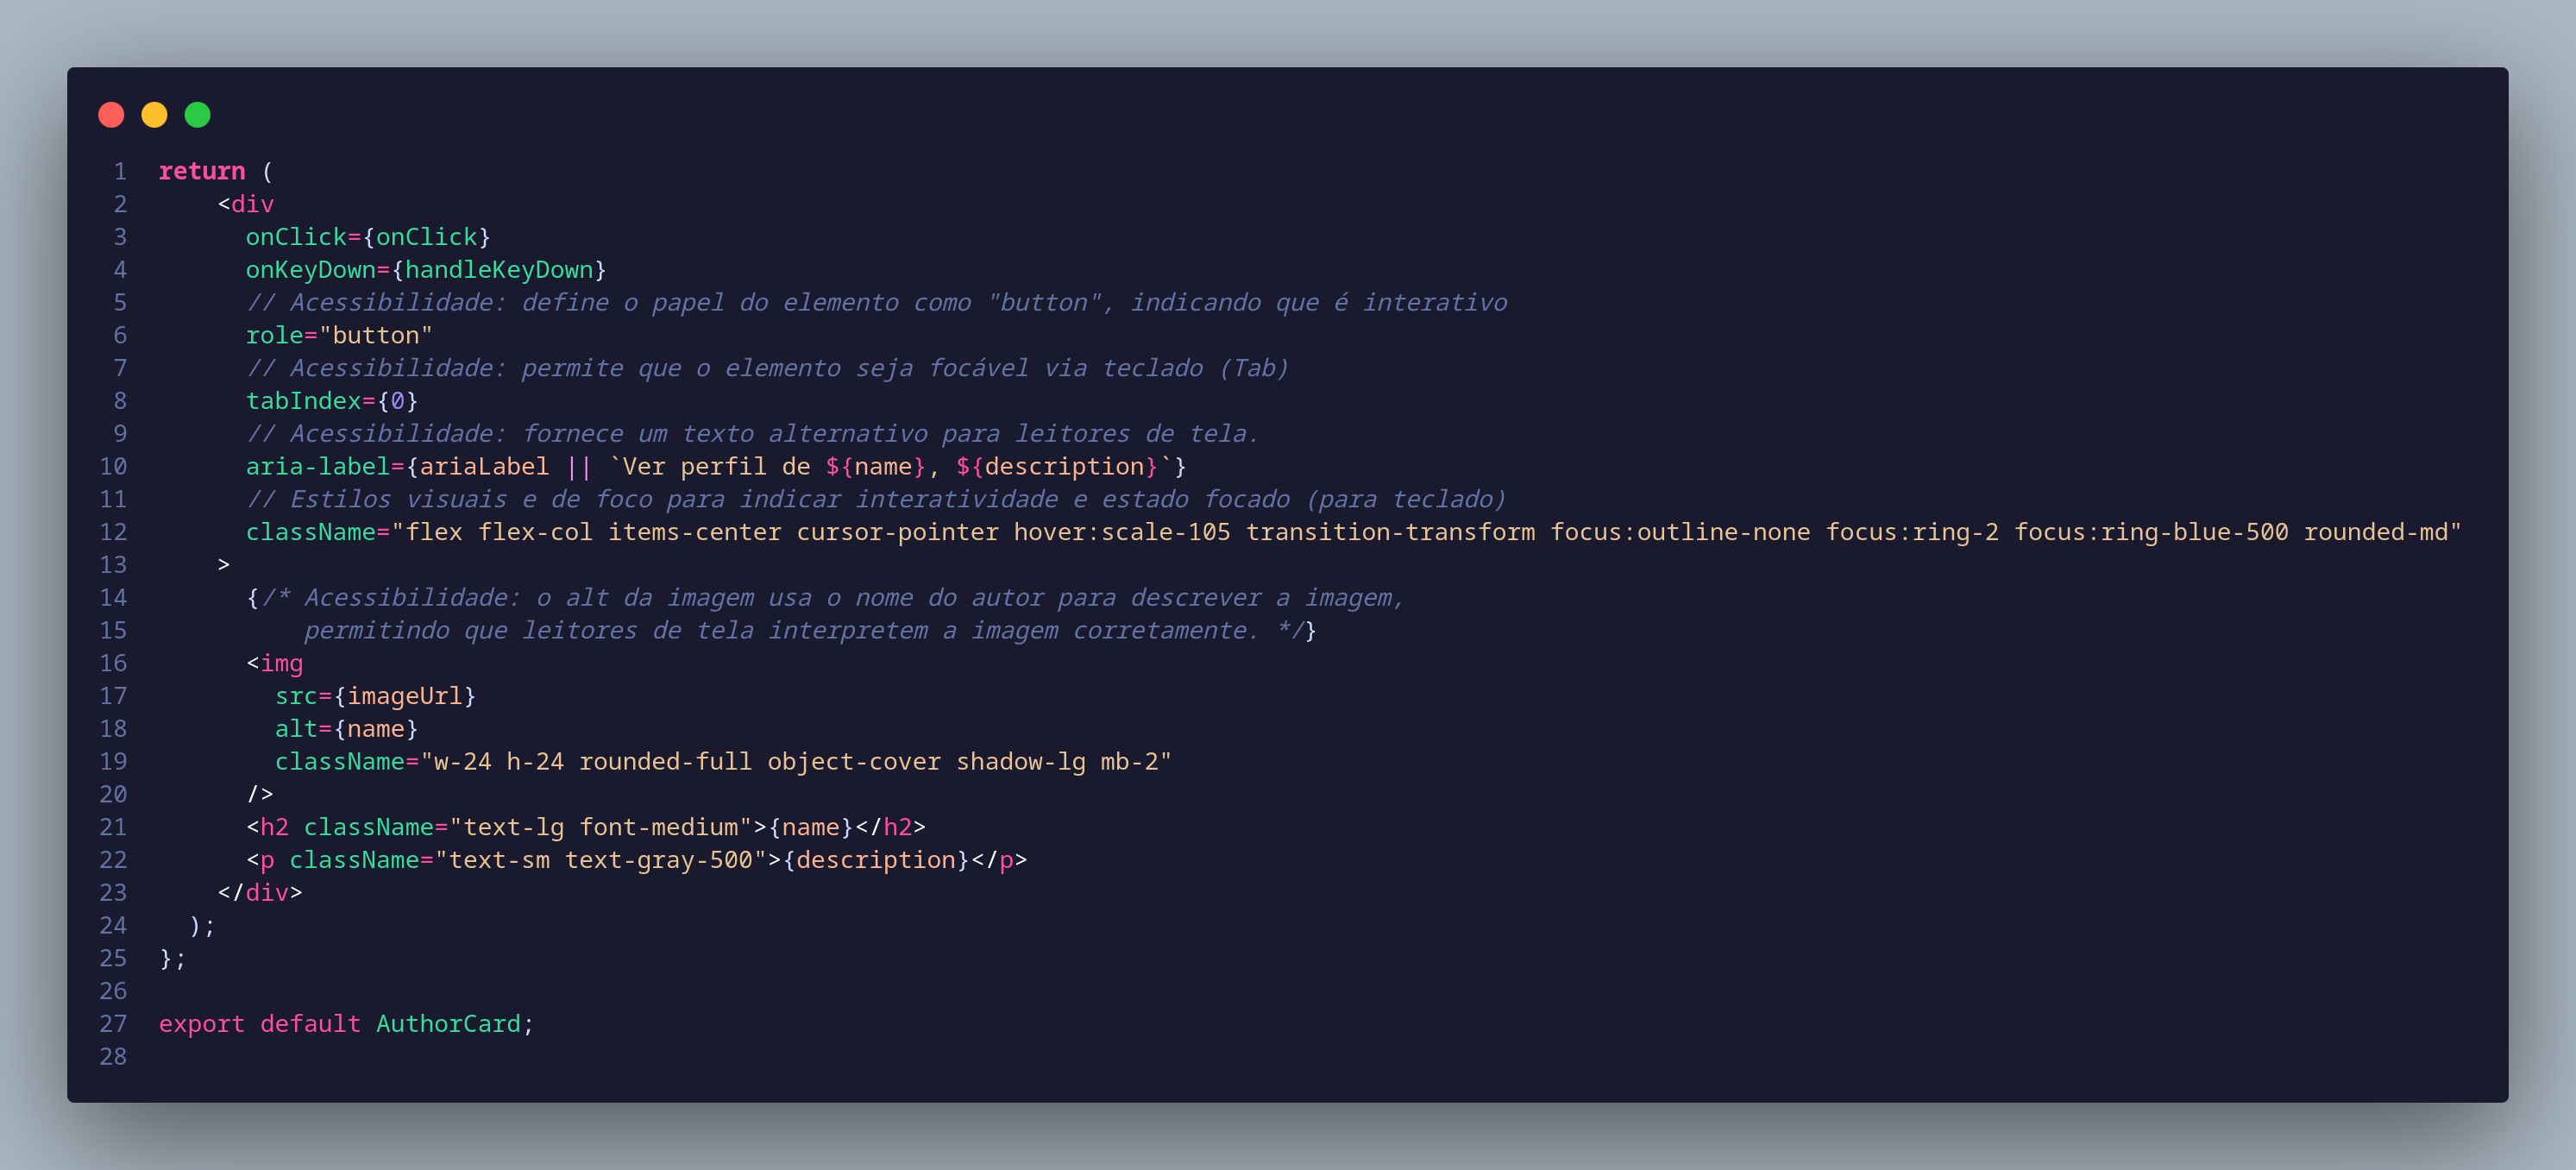 1 return (
2     <div
3       onClick={onClick}
4       onKeyDown={handleKeyDown}
5       // Acessibilidade: define o papel do elemento como "button", indicando que é interativo
6       role="button"
7       // Acessibilidade: permite que o elemento seja focável via teclado (Tab)
8       tabIndex={0}
9       // Acessibilidade: fornece um texto alternativo para leitores de tela.
10       aria-label={ariaLabel || `Ver perfil de ${name}, ${description}`}
11       // Estilos visuais e de foco para indicar interatividade e estado focado (para teclado)
12       className="flex flex-col items-center cursor-pointer hover:scale-105 transition-transform focus:outline-none focus:ring-2 focus:ring-blue-500 rounded-md"
13     >
14       {/* Acessibilidade: o alt da imagem usa o nome do autor para descrever a imagem,
15           permitindo que leitores de tela interpretem a imagem corretamente. */}
16       <img
17         src={imageUrl}
18         alt={name}
19         className="w-24 h-24 rounded-full object-cover shadow-lg mb-2"
20       />
21       <h2 className="text-lg font-medium">{name}</h2>
22       <p className="text-sm text-gray-500">{description}</p>
23     </div>
24   );
25 };
26
27 export default AuthorCard;
28